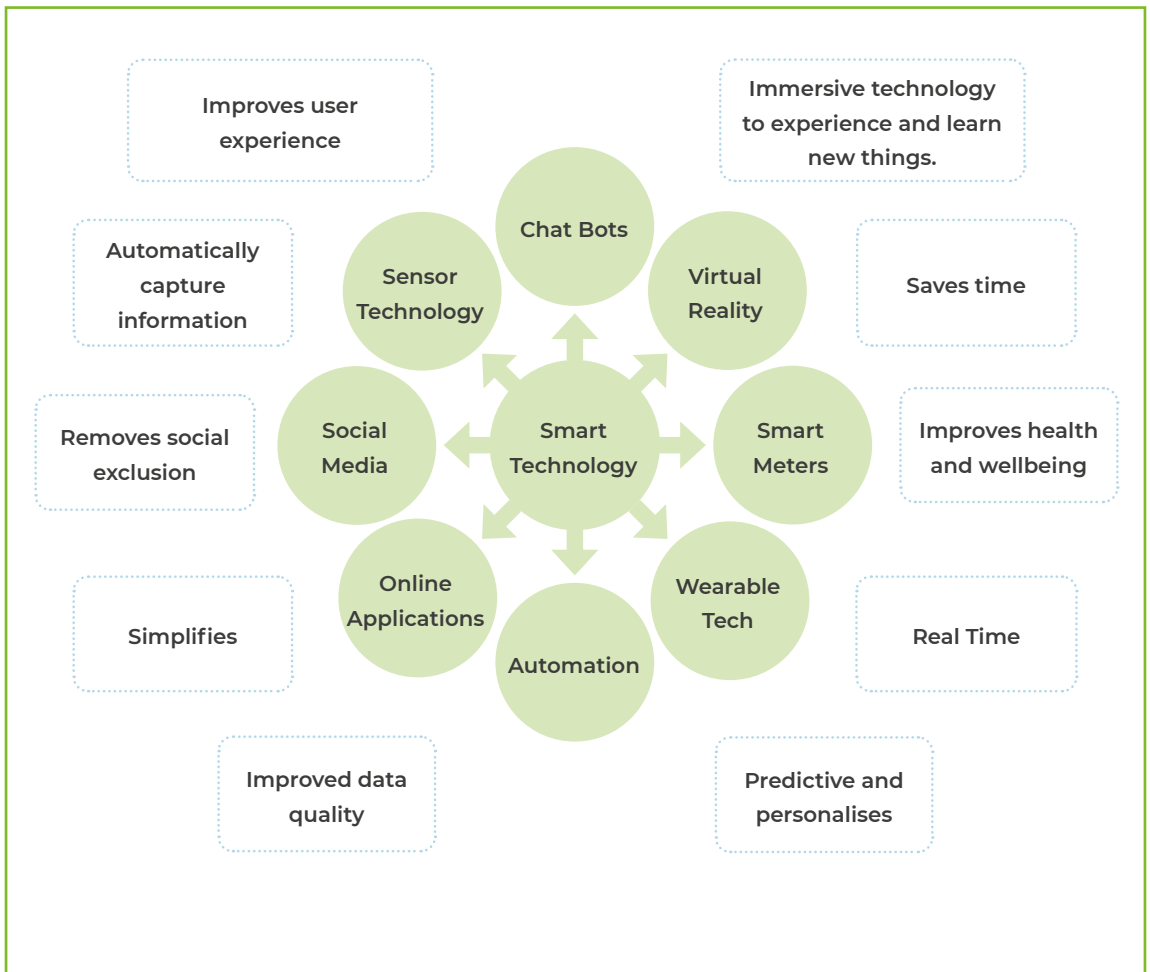 Improves user
experience
Immersive technology
to experience and learn
new things.
Chat Bots
Sensor
Technology
Virtual
Reality
Automatically
capture
information
Saves time
Social
Media
Smart
Technology
Smart
Meters
Removes social
exclusion
Improves health
and wellbeing
Online
Applications
Wearable
Tech
Automation
Simplifies
Real Time
Improved data
quality
Predictive and
personalises